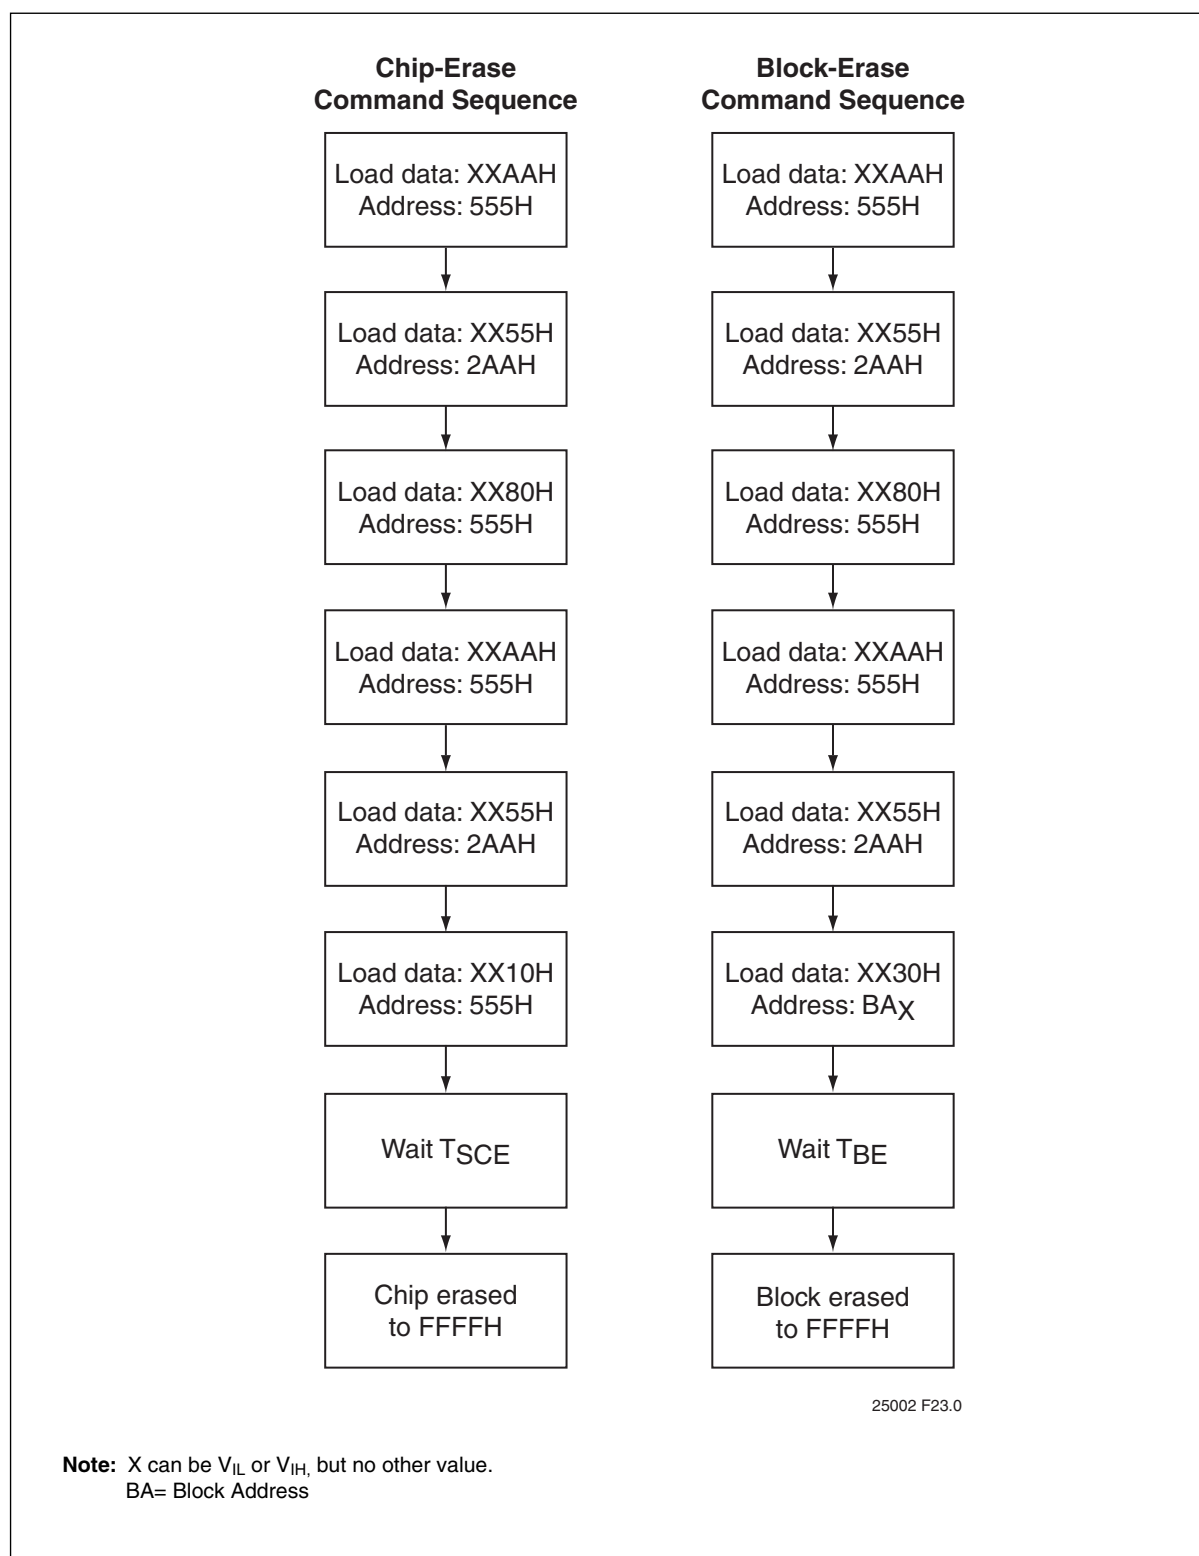 Chip-Erase
Command Sequence
Load data: XXAAH
Address: 555H
Load data: XX55H
Address: 2AAH
Load data: XX80H
Address: 555H
Load data: XXAAH
Address: 555H
Load data: XX55H
Address: 2AAH
Load data: XX10H
Address: 555H
Wait TSCE
Chip erased
to FFFFH
Block-Erase
Command Sequence
Load data: XXAAH
Address: 555H
Load data: XX55H
Address: 2AAH
Load data: XX80H
Address: 555H
Load data: XXAAH
Address: 555H
Load data: XX55H
Address: 2AAH
Load data: XX30H
Address: BAX
Wait TBE
Block erased
to FFFFH
25002 F23.0
Note: X can be VIL or VIH, but no other value.
BA= Block Address